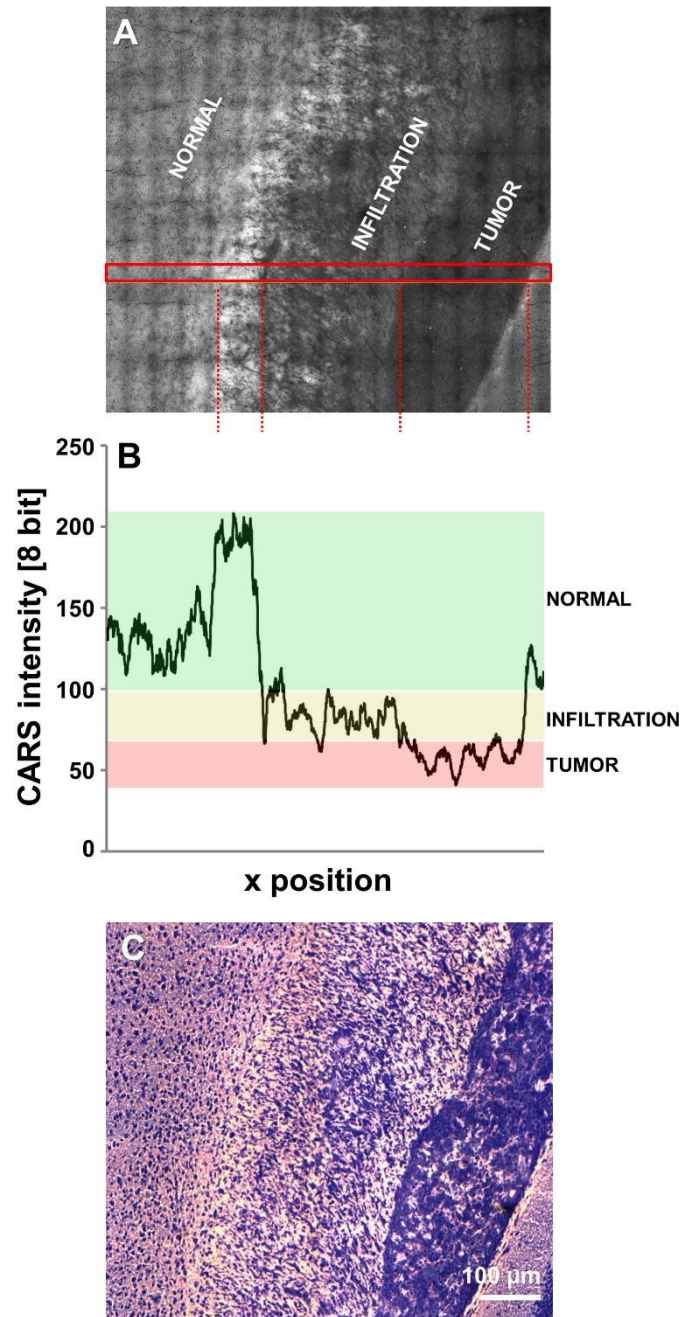 A
NORMAL
INFILTRATION
TUMOR
B
CARS intensity [8 bit]
250
200
150
100
50
0
NORMAL
INFILTRATION
TUMOR
x position
C
100 µm